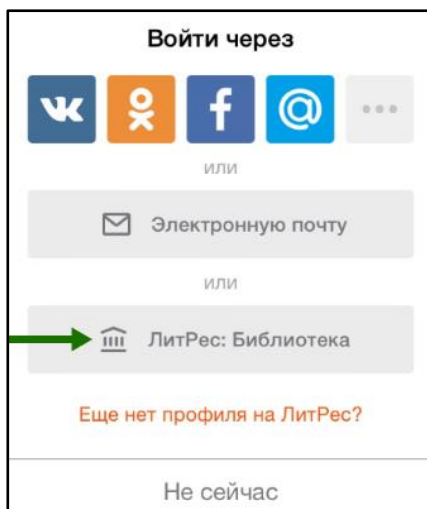 Войти через
или
Электронную почту
или
ЛитРес: Библиотека
Еще нет профиля на ЛитРес?
Не сейчас